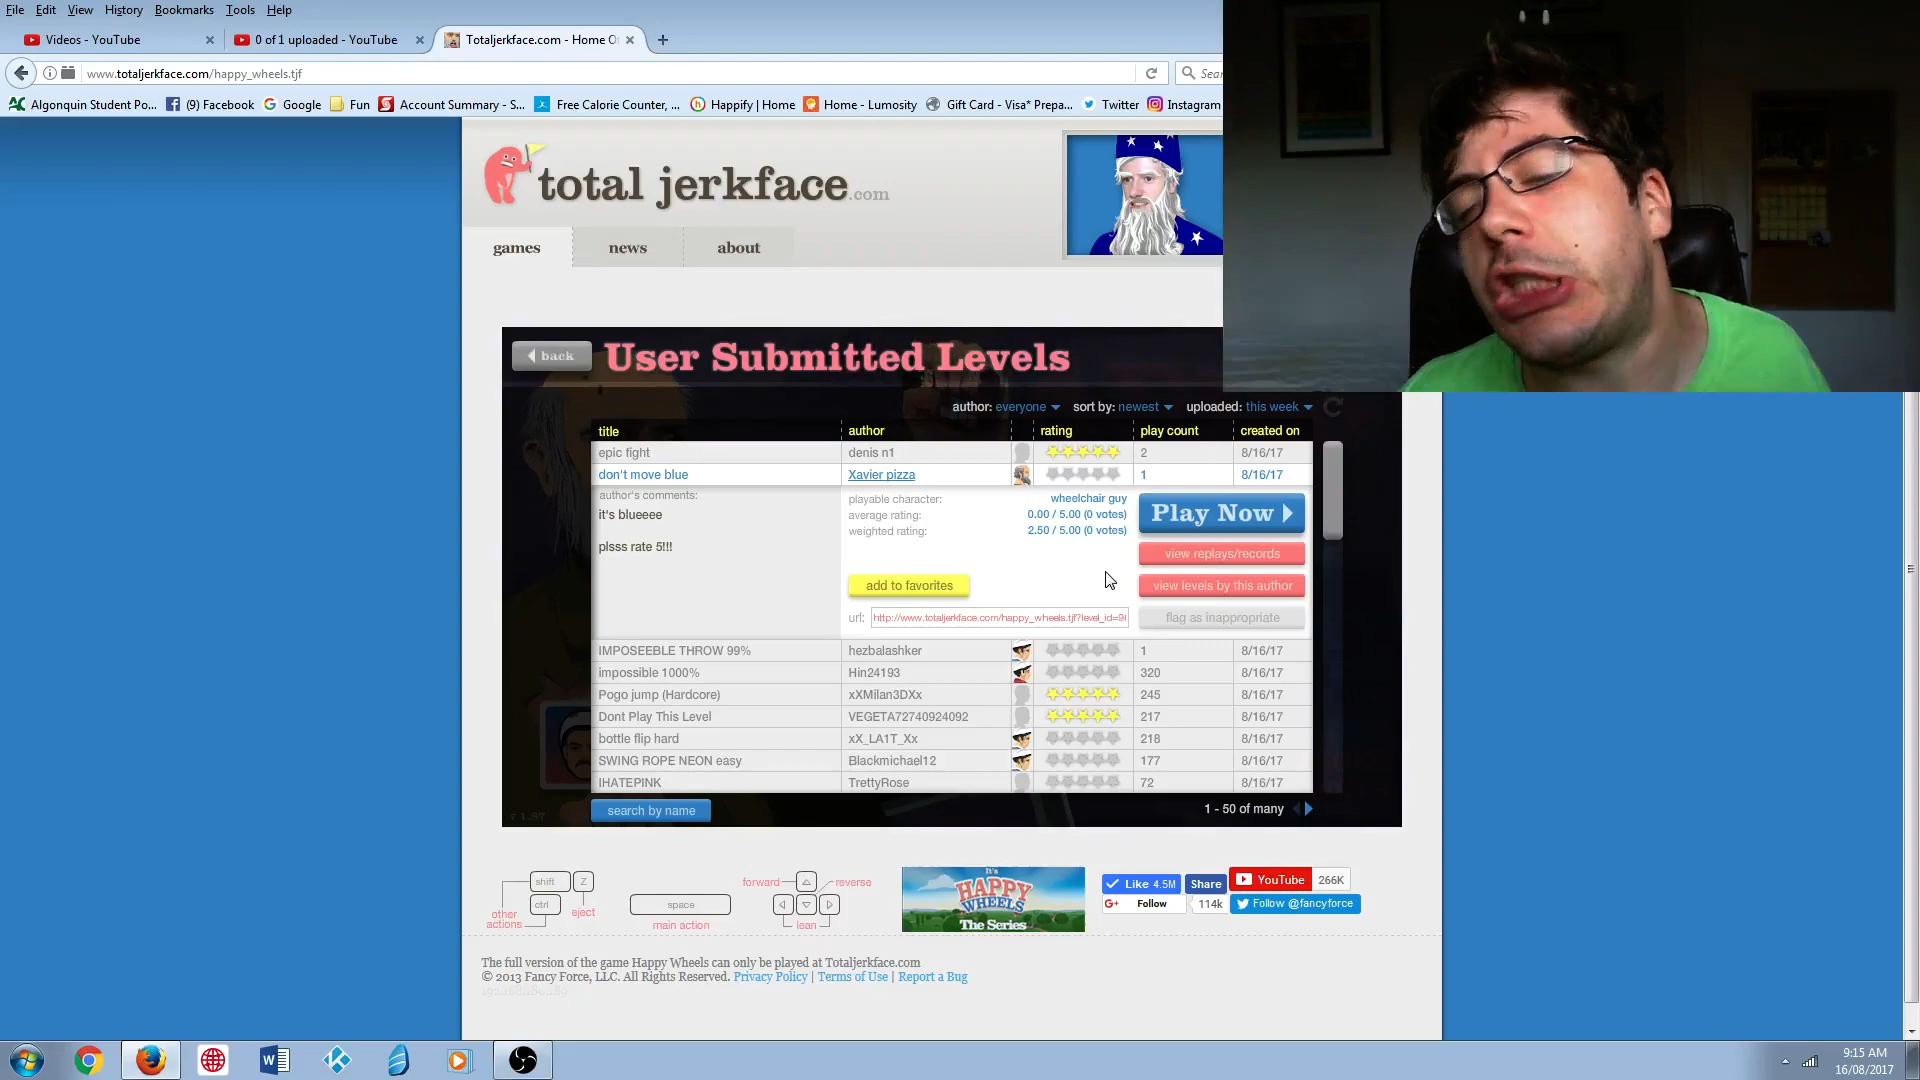 File Edit View History Bookmarks Tools Help
Videos - YouTube
0 of 1 uploaded - YouTube
Totaljerkface.com - Home O
www.totaljerkface.com/happy_wheels.tjf
Sear
Algonquin Student Po...
(9) Facebook
Google
Fun
Account Summary - S...
Free Calorie Counter, ...
Happify | Home
Home - Lumosity
Gift Card - Visa* Prepa...
Twitter
Instagram
total jerkface.com
games
news
about
back
User Submitted Levels
author: everyone sort by: newest uploaded: this week
title author rating play count created on
epic fight denis n1 2 8/16/17
don't move blue Xavier pizza 1 8/16/17
author's comments:
it's blueeee
plsss rate 5!!!
playable character: wheelchair guy
average rating: 0.00 / 5.00 (0 votes)
weighted rating: 2.50 / 5.00 (0 votes)
add to favorites
url: http://www.totaljerkface.com/happy_wheels.tjf?level_id=9
Play Now
view replays/records
view levels by this author
flag as inappropriate
IMPOSEEBLE THROW 99% hezbalashker 1 8/16/17
impossible 1000% Hin24193 320 8/16/17
Pogo jump (Hardcore) xXMilan3DXx 245 8/16/17
Dont Play This Level VEGETA72740924092 217 8/16/17
bottle flip hard xX_LA1T_Xx 218 8/16/17
SWING ROPE NEON easy Blackmichael12 177 8/16/17
IHATEPINK TrettyRose 72 8/16/17
search by name
1 - 50 of many
v 1.87
shift
Z
ctrl
other
actions
eject
space
main action
forward
reverse
lean
It's
HAPPY
WHEELS
The Series
Like 4.5M
Share
YouTube 266K
G+ Follow
114k
Follow @fancyforce
The full version of the game Happy Wheels can only be played at Totaljerkface.com
© 2013 Fancy Force, LLC. All Rights Reserved. Privacy Policy | Terms of Use | Report a Bug
9:15 AM
16/08/2017